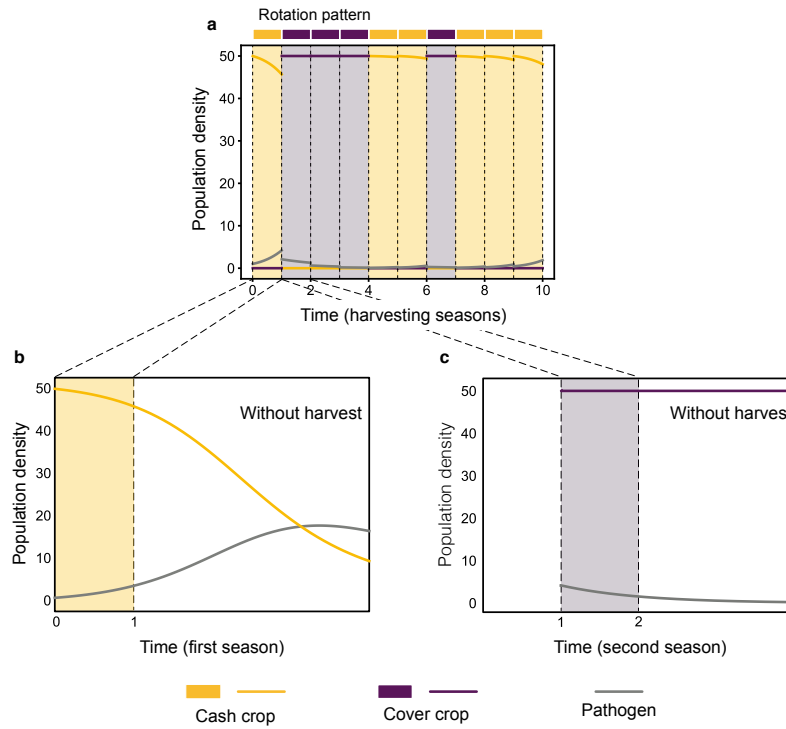 Rotation pattern
a
Population density
50
40
30
20
10
0
0
2
4
6
8
10
Time (harvesting seasons)
b
Population density
50
40
30
20
10
0
Without harvest
0
1
Time (first season)
c
Population density
50
40
30
20
10
0
Without harves
1
2
Time (second season)
Cash crop
Cover crop
Pathogen